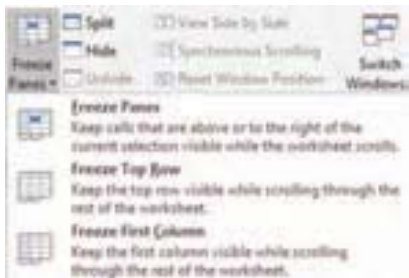 Split
View Side by Side
Hide
Synchronous Scrolling
Unhide
Reset Window Position
Freeze
Panes
Switch
Windows
Freeze Panes
Keep cells that are above or to the right of the
current selection visible while the worksheet scrolls.
Freeze Top Row
Keep the top row visible while scrolling through the
rest of the worksheet.
Freeze First Column
Keep the first column visible while scrolling
through the rest of the worksheet.